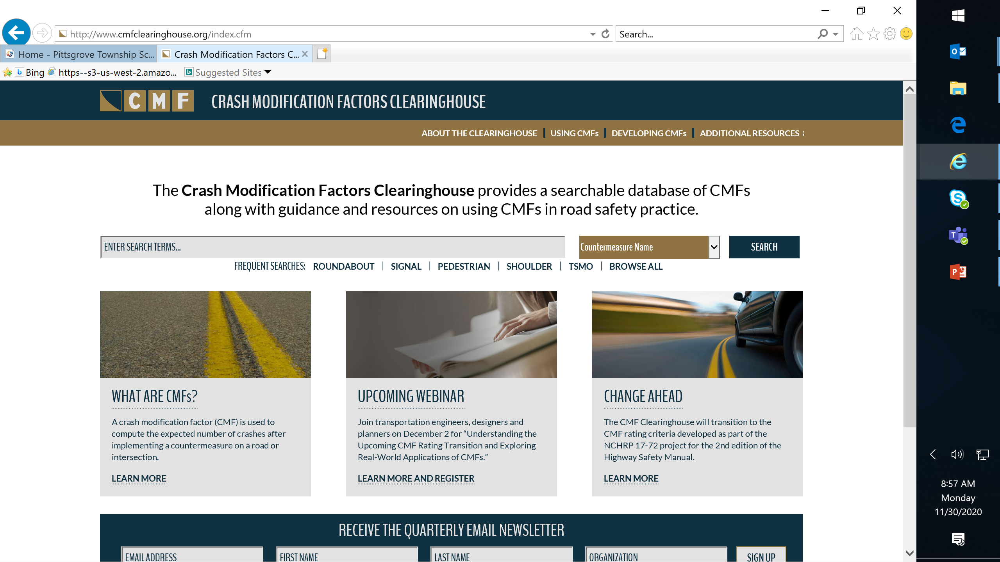 http://www.cmfclearinghouse.org/index.cfm
Search...
Home - Pittsgrove Township Sc...
Crash Modification Factors C...
Bing
https--s3-us-west-2.amazo...
Suggested Sites
CMF
CRASH MODIFICATION FACTORS CLEARINGHOUSE
ABOUT THE CLEARINGHOUSE | USING CMFs | DEVELOPING CMFs | ADDITIONAL RESOURCES
The Crash Modification Factors Clearinghouse provides a searchable database of CMFs
along with guidance and resources on using CMFs in road safety practice.
ENTER SEARCH TERMS...
Countermeasure Name
SEARCH
FREQUENT SEARCHES: ROUNDABOUT | SIGNAL | PEDESTRIAN | SHOULDER | TSMO | BROWSE ALL
WHAT ARE CMFs?
A crash modification factor (CMF) is used to
compute the expected number of crashes after
implementing a countermeasure on a road or
intersection.
LEARN MORE
UPCOMING WEBINAR
Join transportation engineers, designers and
planners on December 2 for “Understanding the
Upcoming CMF Rating Transition and Exploring
Real-World Applications of CMFs.”
LEARN MORE AND REGISTER
CHANGE AHEAD
The CMF Clearinghouse will transition to the
CMF rating criteria developed as part of the
NCHRP 17-72 project for the 2nd edition of the
Highway Safety Manual.
LEARN MORE
RECEIVE THE QUARTERLY EMAIL NEWSLETTER
EMAIL ADDRESS
FIRST NAME
LAST NAME
ORGANIZATION
SIGN UP
8:57 AM
Monday
11/30/2020